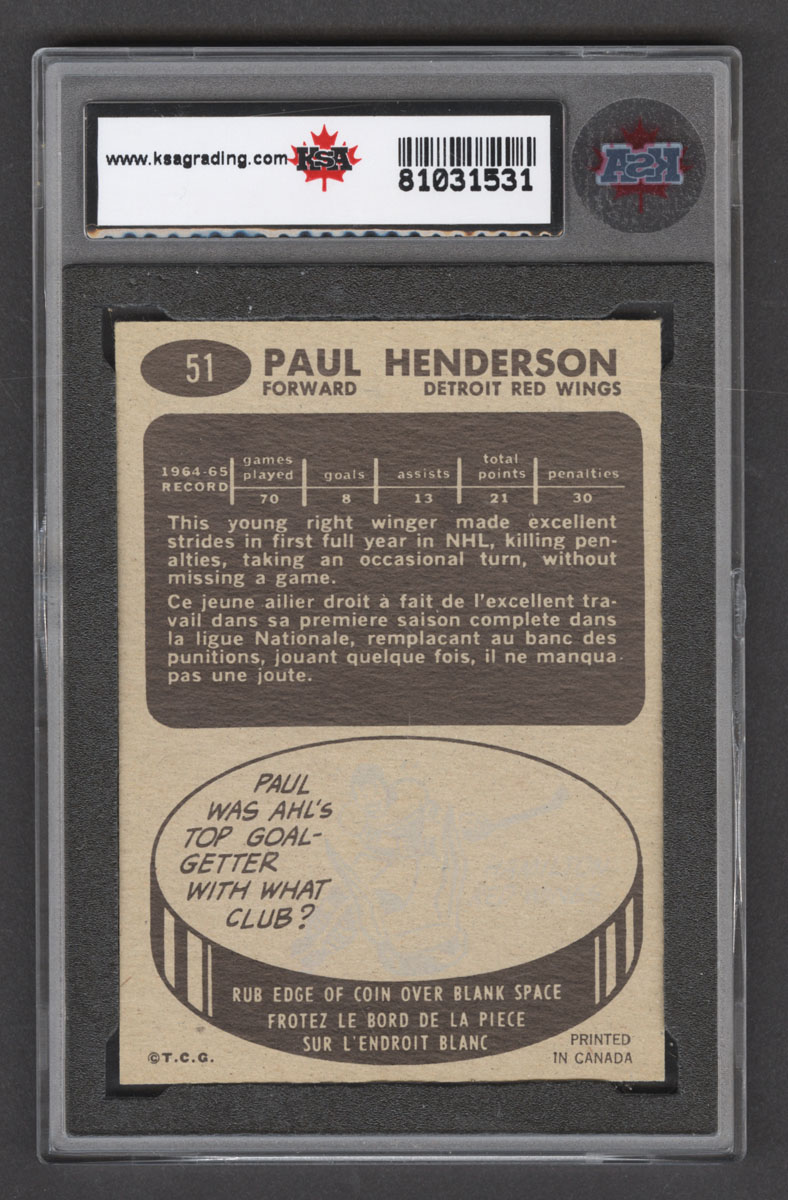 www.ksagrading.com KSA
81031531
KSA
51 PAUL HENDERSON
FORWARD DETROIT RED WINGS
1964-65 RECORD games played goals assists total points penalties
70 8 13 21 30
This young right winger made excellent
strides in first full year in NHL, killing pen-
alties, taking an occasional turn, without
missing a game.
Ce jeune ailier droit à fait de l'excellent tra-
vail dans sa premiere saison complete dans
la ligue Nationale, remplacant au banc des
punitions, jouant quelque fois, il ne manqua
pas une joute.
PAUL
WAS AHL'S
TOP GOAL-
GETTER
WITH WHAT
CLUB?
RUB EDGE OF COIN OVER BLANK SPACE
FROTEZ LE BORD DE LA PIECE
SUR L'ENDROIT BLANC
©T.C.G.
PRINTED
IN CANADA